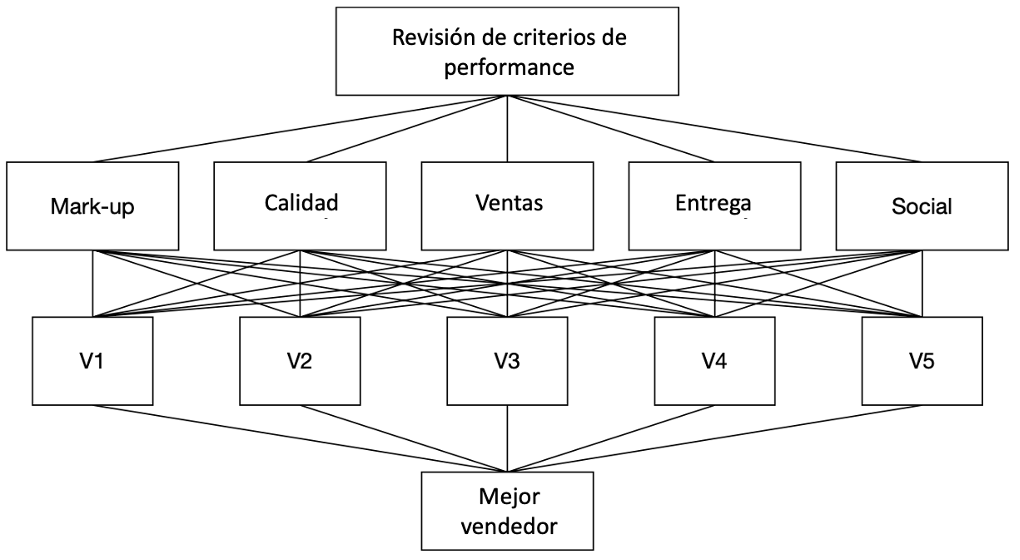 Revisión de criterios de
performance
Mark-up
Calidad
Ventas
Entrega
Social
V1
V2
V3
V4
V5
Mejor
vendedor